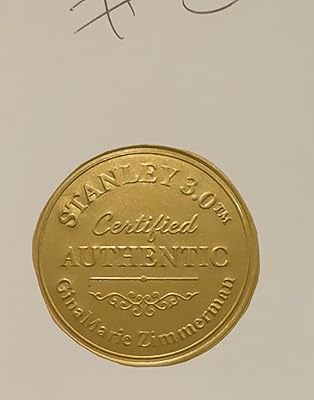 STANLEY 3.0™
Certified
AUTHENTIC
GinaMarie Zimmerman